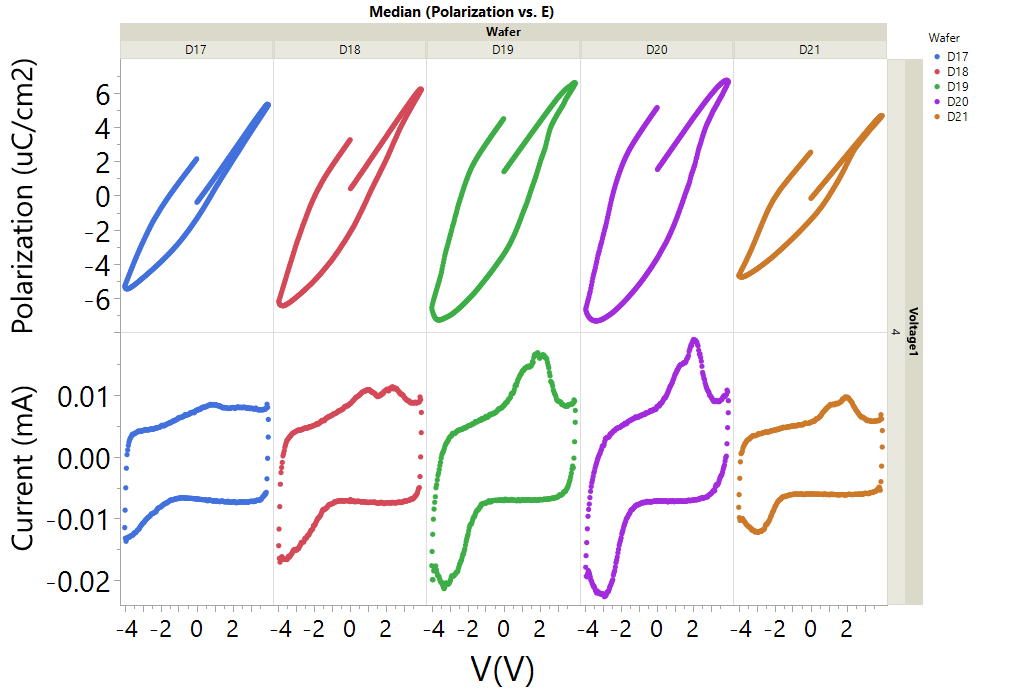 Median (Polarization vs. E)
Wafer
D17 D18 D19 D20 D21
Polarization (uC/cm2)
6
4
2
0
-2
-4
-6
Current (mA)
0.01
0.00
-0.01
-0.02
-4 -2 0 2 -4 -2 0 2 -4 -2 0 2 -4 -2 0 2 -4 -2 0 2
V(V)
4
Voltage1
Wafer
D17
D18
D19
D20
D21